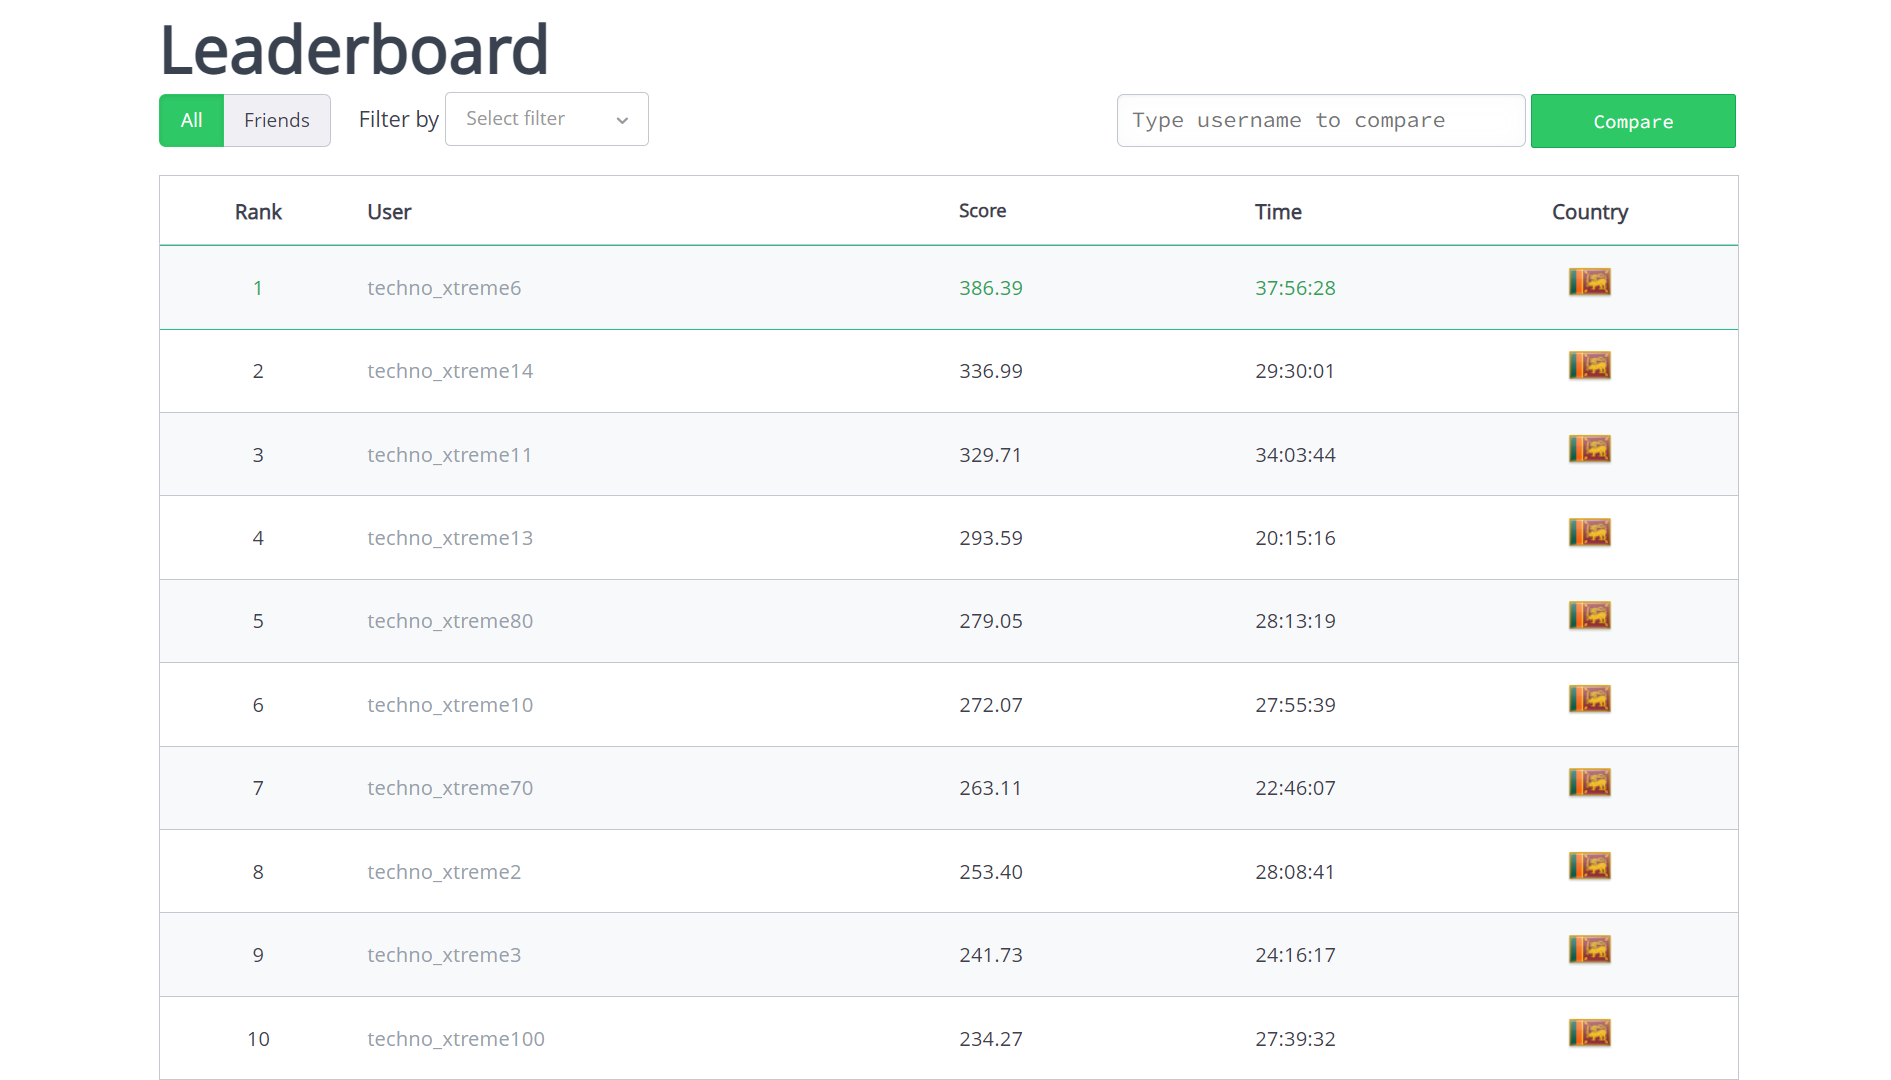 Leaderboard
All Friends Filter by Select filter Type username to compare Compare
Rank User Score Time Country
1 techno_xtreme6 386.39 37:56:28
2 techno_xtreme14 336.99 29:30:01
3 techno_xtreme11 329.71 34:03:44
4 techno_xtreme13 293.59 20:15:16
5 techno_xtreme80 279.05 28:13:19
6 techno_xtreme10 272.07 27:55:39
7 techno_xtreme70 263.11 22:46:07
8 techno_xtreme2 253.40 28:08:41
9 techno_xtreme3 241.73 24:16:17
10 techno_xtreme100 234.27 27:39:32